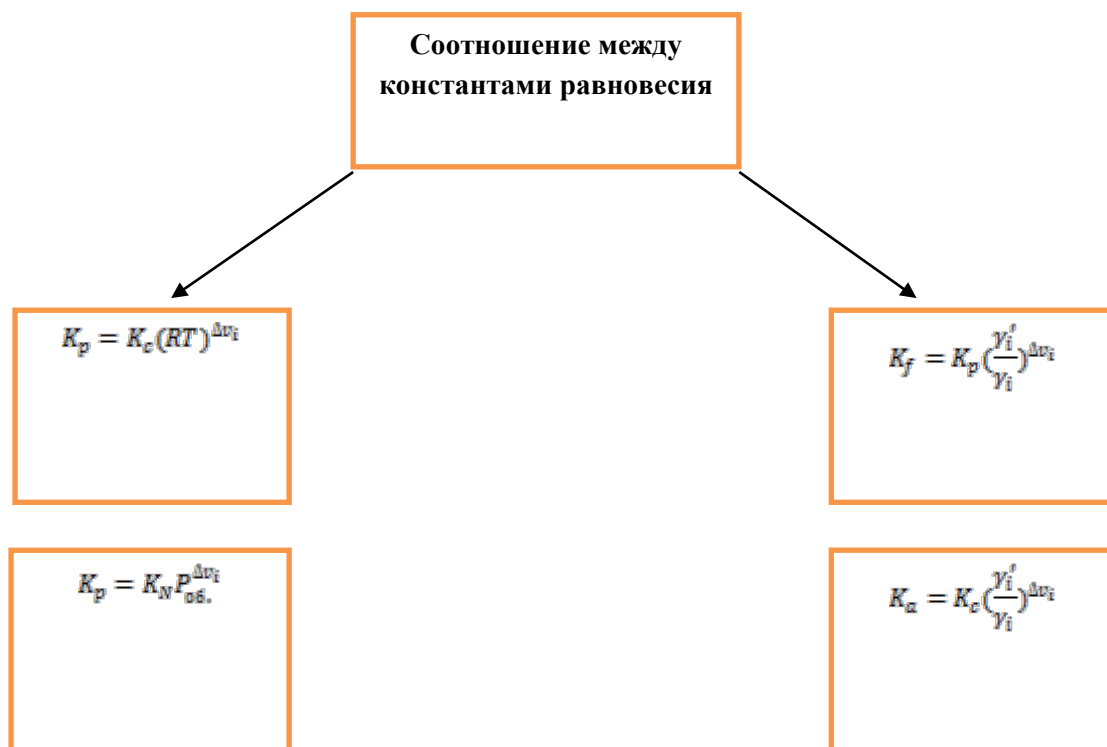 Соотношение между
константами равновесия
K_p = K_c(RT)^{Δν_i}
K_f = K_p(γ_i'/γ_i)^{Δν_i}
K_p = K_N P_{об.}^{Δν_i}
K_a = K_c(γ_i'/γ_i)^{Δν_i}